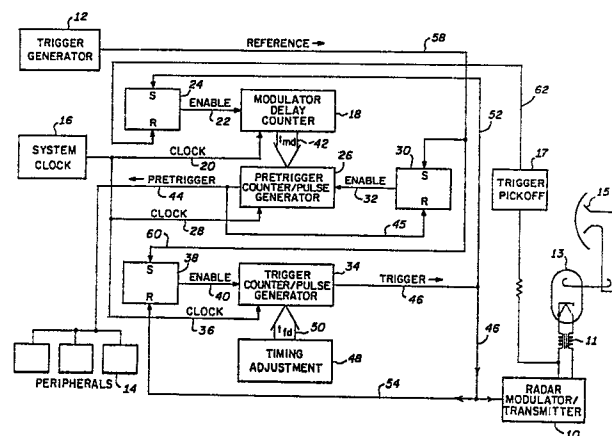 12
TRIGGER
GENERATOR
REFERENCE →
58
24
S
R
ENABLE
22
MODULATOR
DELAY
COUNTER
18
62
16
SYSTEM
CLOCK
CLOCK
20
tmd
42
52
26
30
S
R
17
TRIGGER
PICKOFF
15
← PRETRIGGER
44
PRETRIGGER
COUNTER/PULSE
GENERATOR
ENABLE
32
CLOCK
28
45
60
13
S
R
38
ENABLE
40
TRIGGER
COUNTER/PULSE
GENERATOR
34
TRIGGER →
46
CLOCK
36
tfd
50
46
11
TIMING
ADJUSTMENT
48
PERIPHERALS
14
54
RADAR
MODULATOR/
TRANSMITTER
10